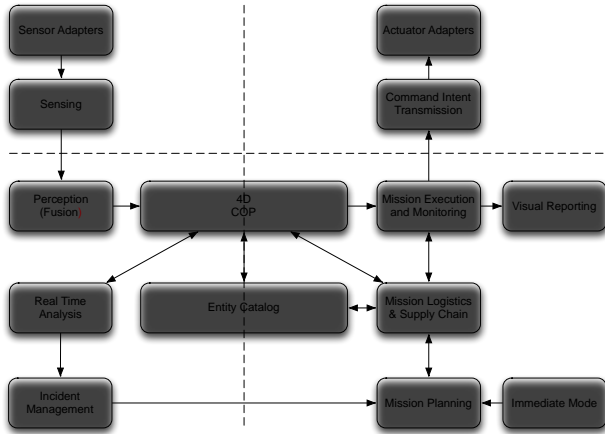 Sensor Adapters
Actuator Adapters
Sensing
Command Intent
Transmission
Perception
(Fusion)
4D
COP
Mission Execution
and Monitoring
Visual Reporting
Real Time
Analysis
Entity Catalog
Mission Logistics
& Supply Chain
Incident
Management
Mission Planning
Immediate Mode